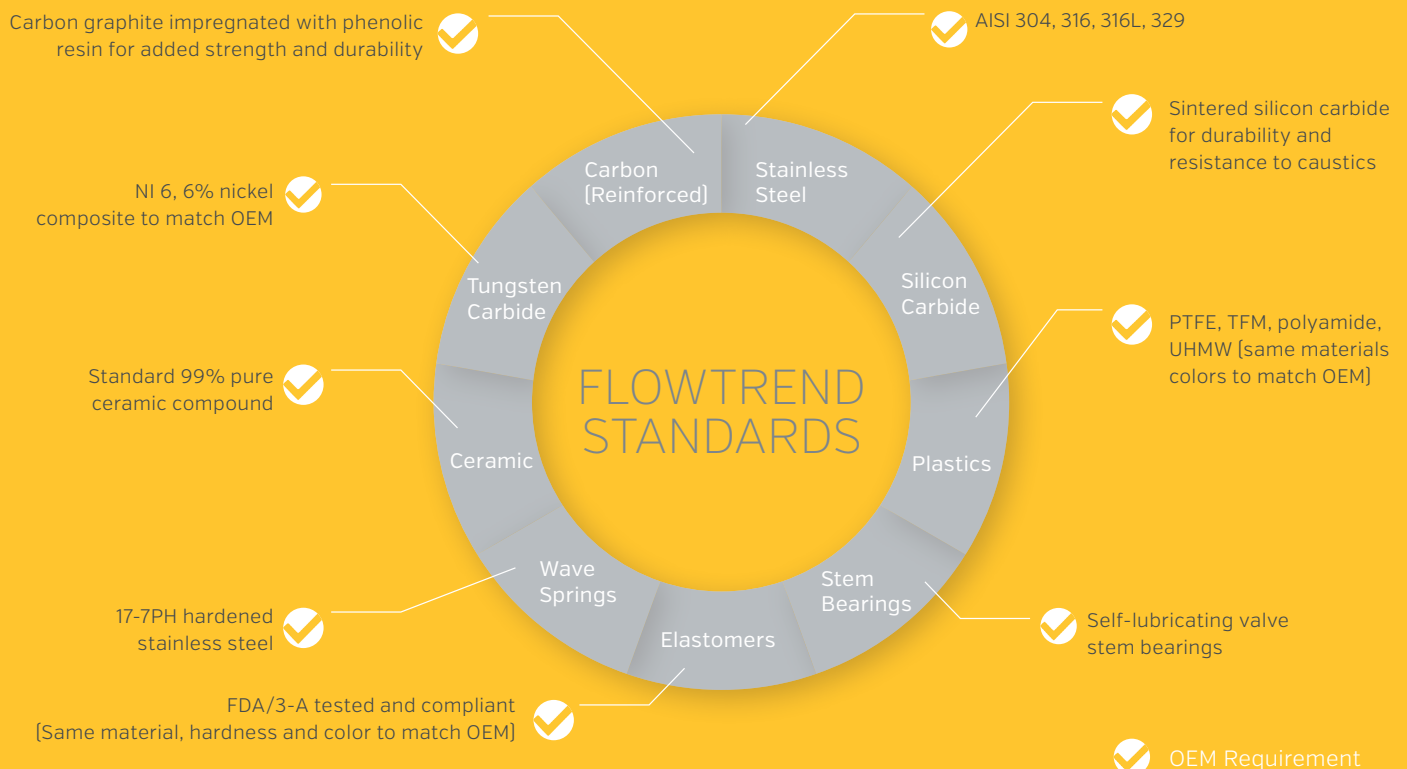 Carbon graphite impregnated with phenolic
resin for added strength and durability
AISI 304, 316, 316L, 329
Sintered silicon carbide
for durability and
resistance to caustics
Carbon
(Reinforced)
Stainless
Steel
NI 6, 6% nickel
composite to match OEM
Tungsten
Carbide
Silicon
Carbide
PTFE, TFM, polyamide,
UHMW (same materials
colors to match OEM)
FLOWTREND
STANDARDS
Standard 99% pure
ceramic compound
Ceramic
Plastics
Wave
Springs
Stem
Bearings
17-7PH hardened
stainless steel
Elastomers
Self-lubricating valve
stem bearings
FDA/3-A tested and compliant
(Same material, hardness and color to match OEM)
OEM Requirement